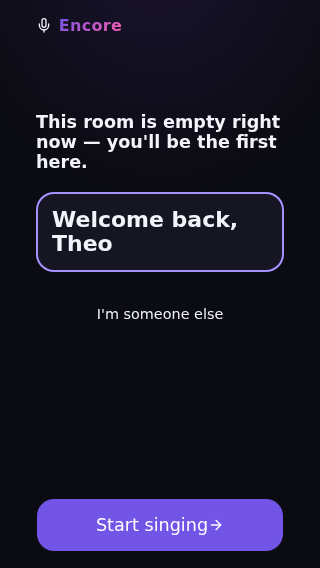 Encore
This room is empty right
now — you'll be the first
here.
Welcome back,
Theo
I'm someone else
Start singing→